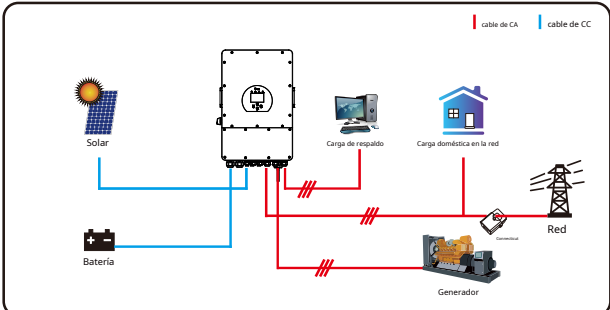 cable de CA
cable de CC
Solar
Carga de respaldo
Carga doméstica en la red
Red
Batería
Generador